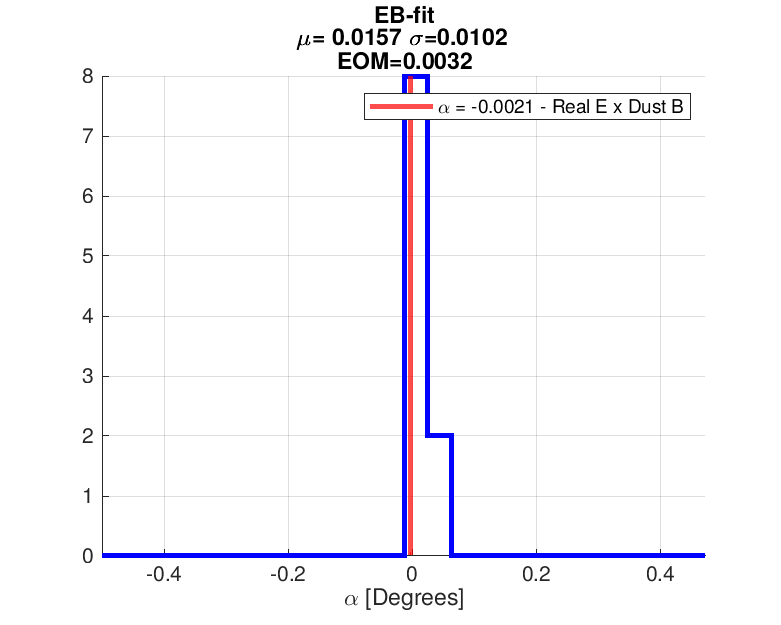 EB-fit
μ= 0.0157 σ=0.0102
EOM=0.0032
α = -0.0021 - Real E x Dust B
8
7
6
5
4
3
2
1
0
-0.4 -0.2 0 0.2 0.4
α [Degrees]